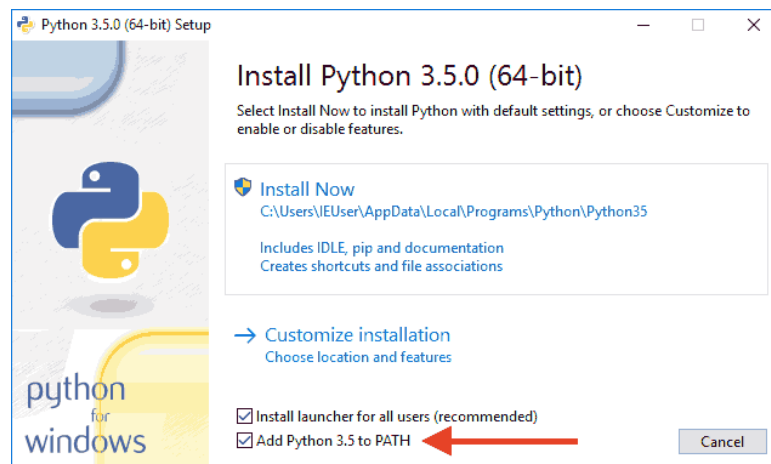 Python 3.5.0 (64-bit) Setup
Install Python 3.5.0 (64-bit)
Select Install Now to install Python with default settings, or choose Customize to
enable or disable features.
Install Now
C:\Users\IEUser\AppData\Local\Programs\Python\Python35
Includes IDLE, pip and documentation
Creates shortcuts and file associations
Customize installation
Choose location and features
python
for
windows
Install launcher for all users (recommended)
Add Python 3.5 to PATH
Cancel